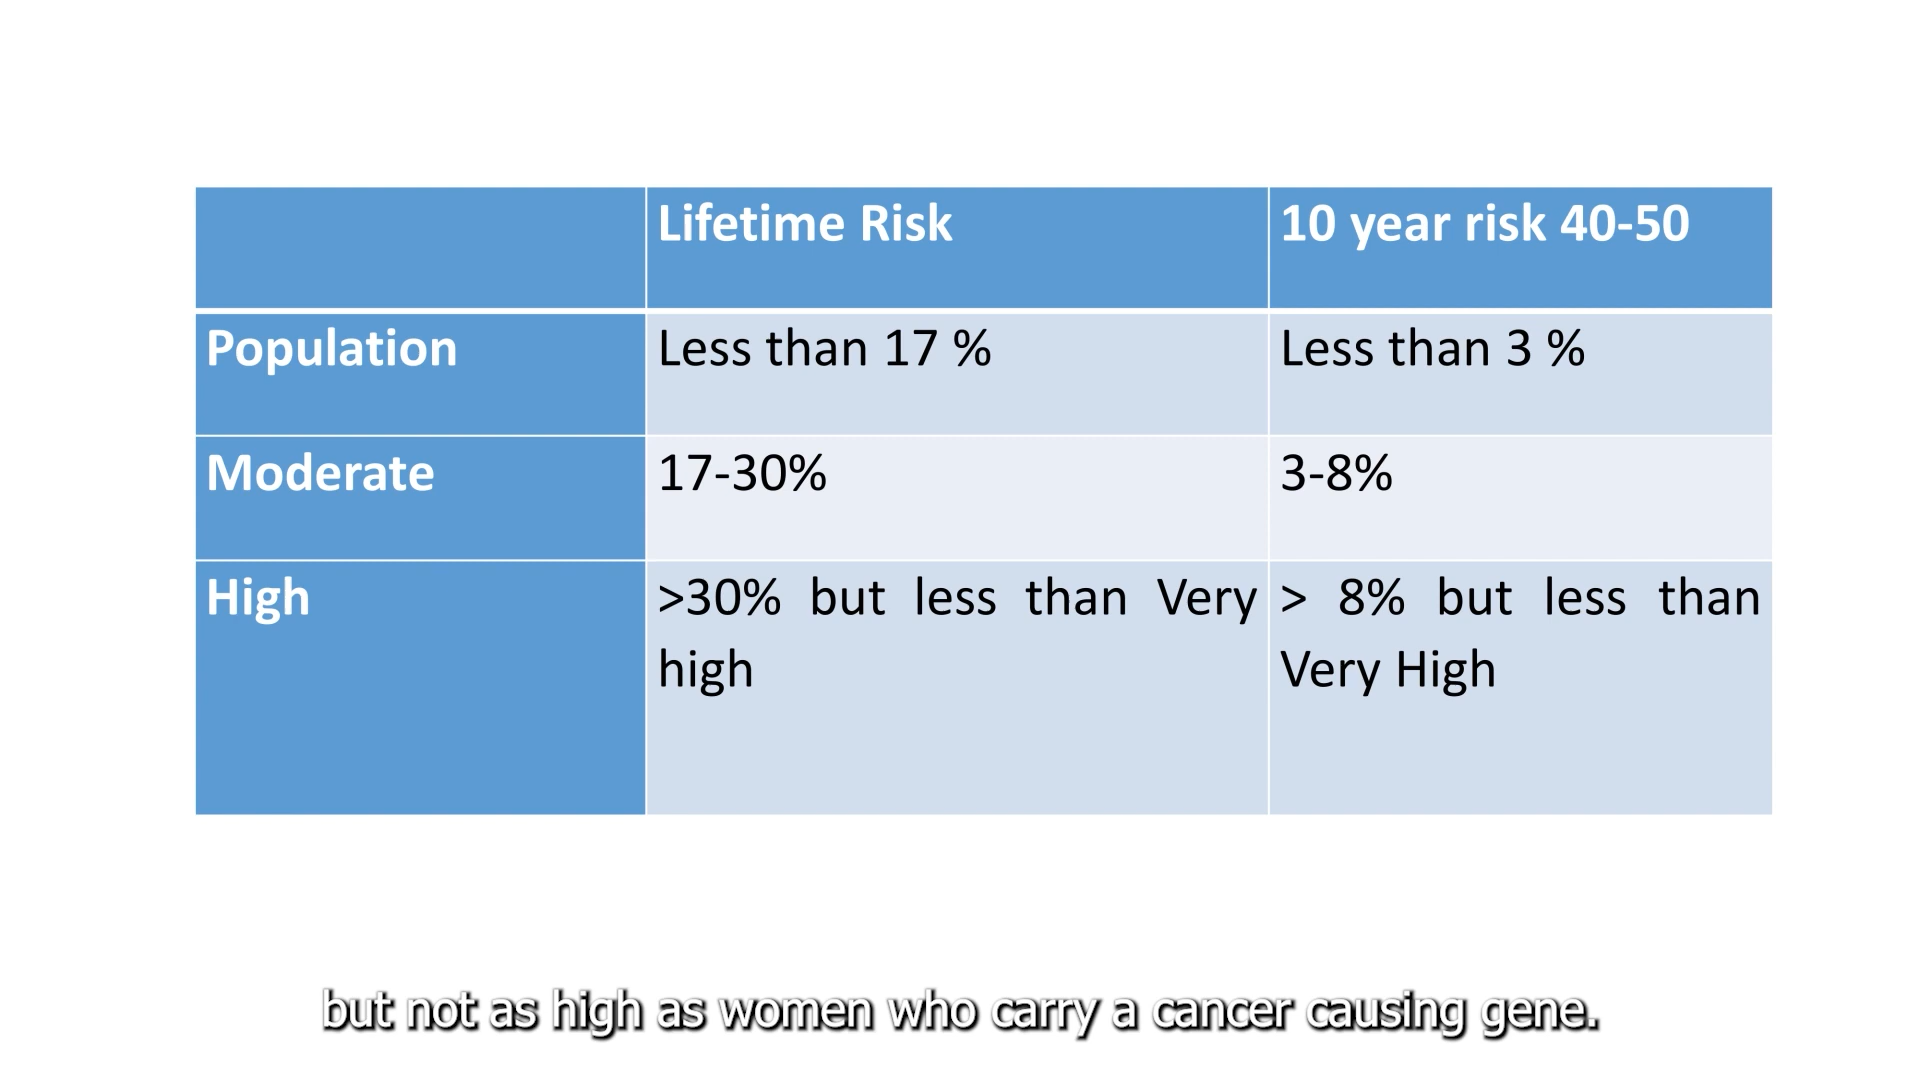 Lifetime Risk
10 year risk 40-50
Population
Less than 17 %
Less than 3 %
Moderate
17-30%
3-8%
High
>30% but less than Very
high
> 8% but less than
Very High
but not as high as women who carry a cancer causing gene.